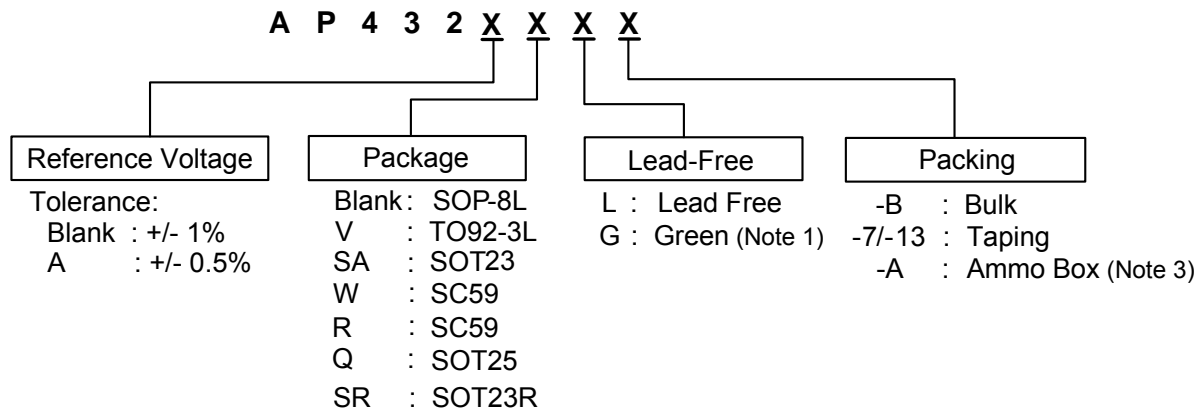 A P 4 3 2 X X X X
Reference Voltage
Tolerance:
Blank : +/- 1%
A : +/- 0.5%
Package
Blank : SOP-8L
V : TO92-3L
SA : SOT23
W : SC59
R : SC59
Q : SOT25
SR : SOT23R
Lead-Free
L : Lead Free
G : Green (Note 1)
Packing
-B : Bulk
-7/-13 : Taping
-A : Ammo Box (Note 3)